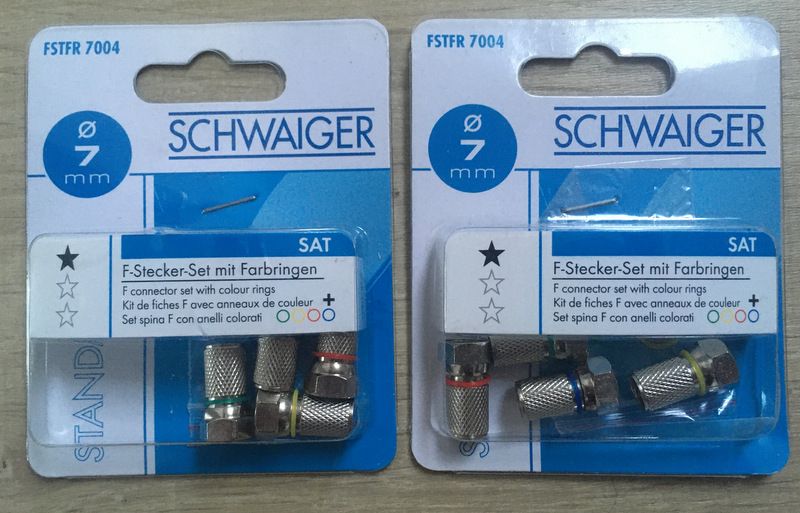 FSTFR 7004
Ø
7
mm
SCHWAIGER
SAT
F-Stecker-Set mit Farbringen
F connector set with colour rings
Kit de fiches F avec anneaux de couleur
Set spina F con anelli colorati
+
STAND
FSTFR 7004
Ø
7
mm
SCHWAIGER
SAT
F-Stecker-Set mit Farbringen
F connector set with colour rings
Kit de fiches F avec anneaux de couleur
Set spina F con anelli colorati
+